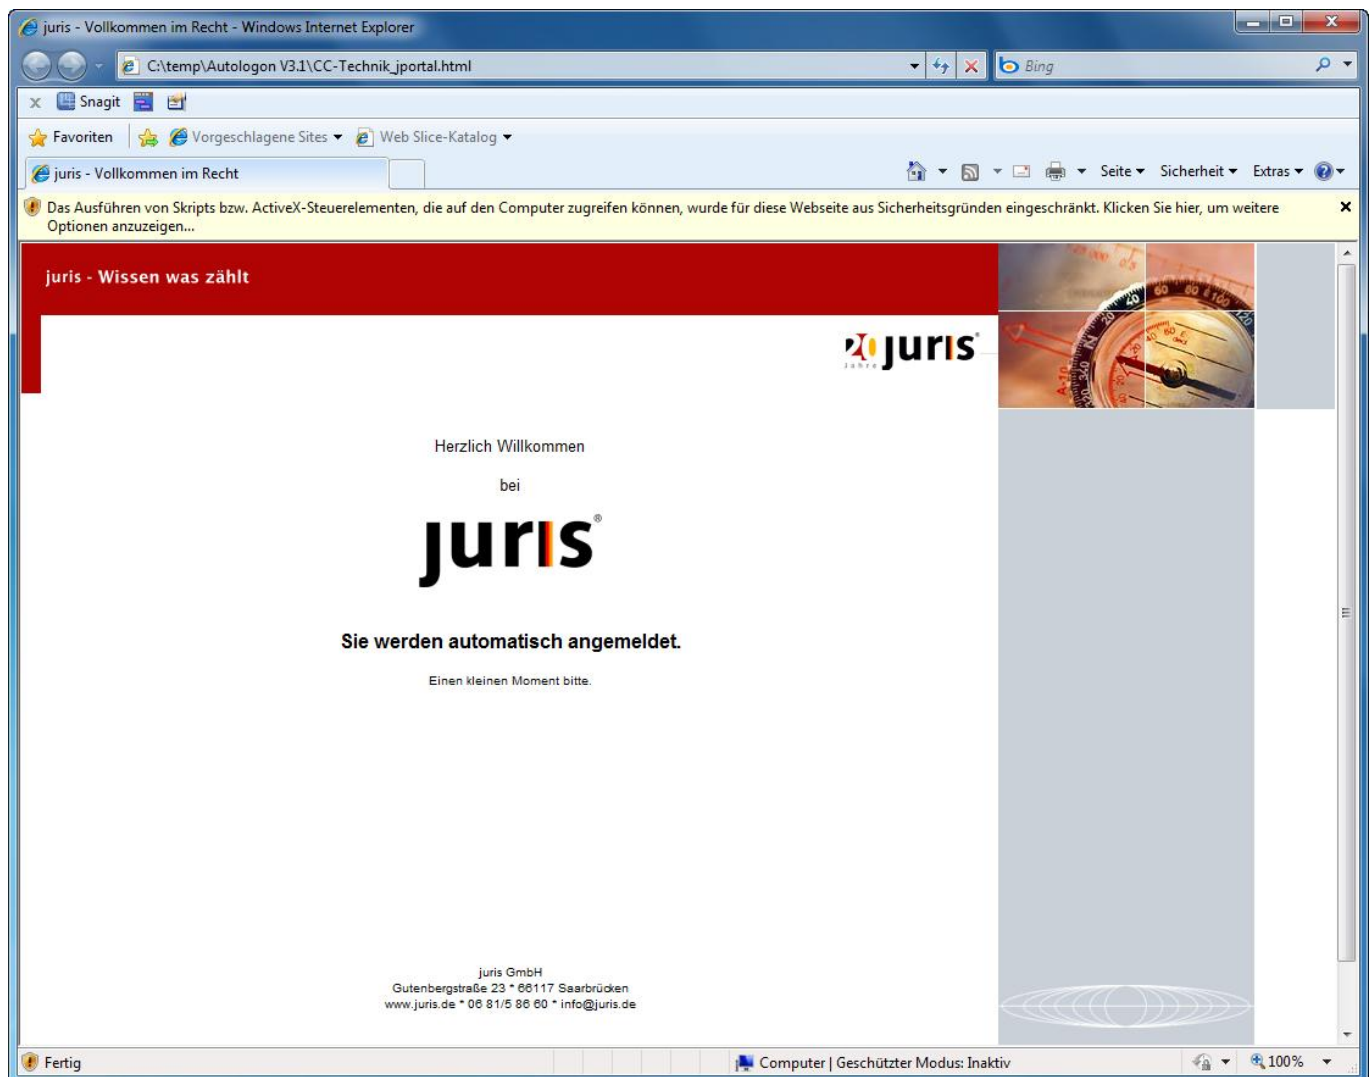 juris - Vollkommen im Recht - Windows Internet Explorer
C:\temp\Autologon V3.1\CC-Technik_jportal.html
Bing
x Snagit
Favoriten Vorgeschlagene Sites Web Slice-Katalog
juris - Vollkommen im Recht
Seite Sicherheit Extras
Das Ausführen von Skripts bzw. ActiveX-Steuerelementen, die auf den Computer zugreifen können, wurde für diese Webseite aus Sicherheitsgründen eingeschränkt. Klicken Sie hier, um weitere
Optionen anzuzeigen...
juris - Wissen was zählt
20 juris®
Jahre
Herzlich Willkommen
bei
juris®
Sie werden automatisch angemeldet.
Einen kleinen Moment bitte.
juris GmbH
Gutenbergstraße 23 * 66117 Saarbrücken
www.juris.de * 06 81/5 86 60 * info@juris.de
Fertig
Computer | Geschützter Modus: Inaktiv
100%